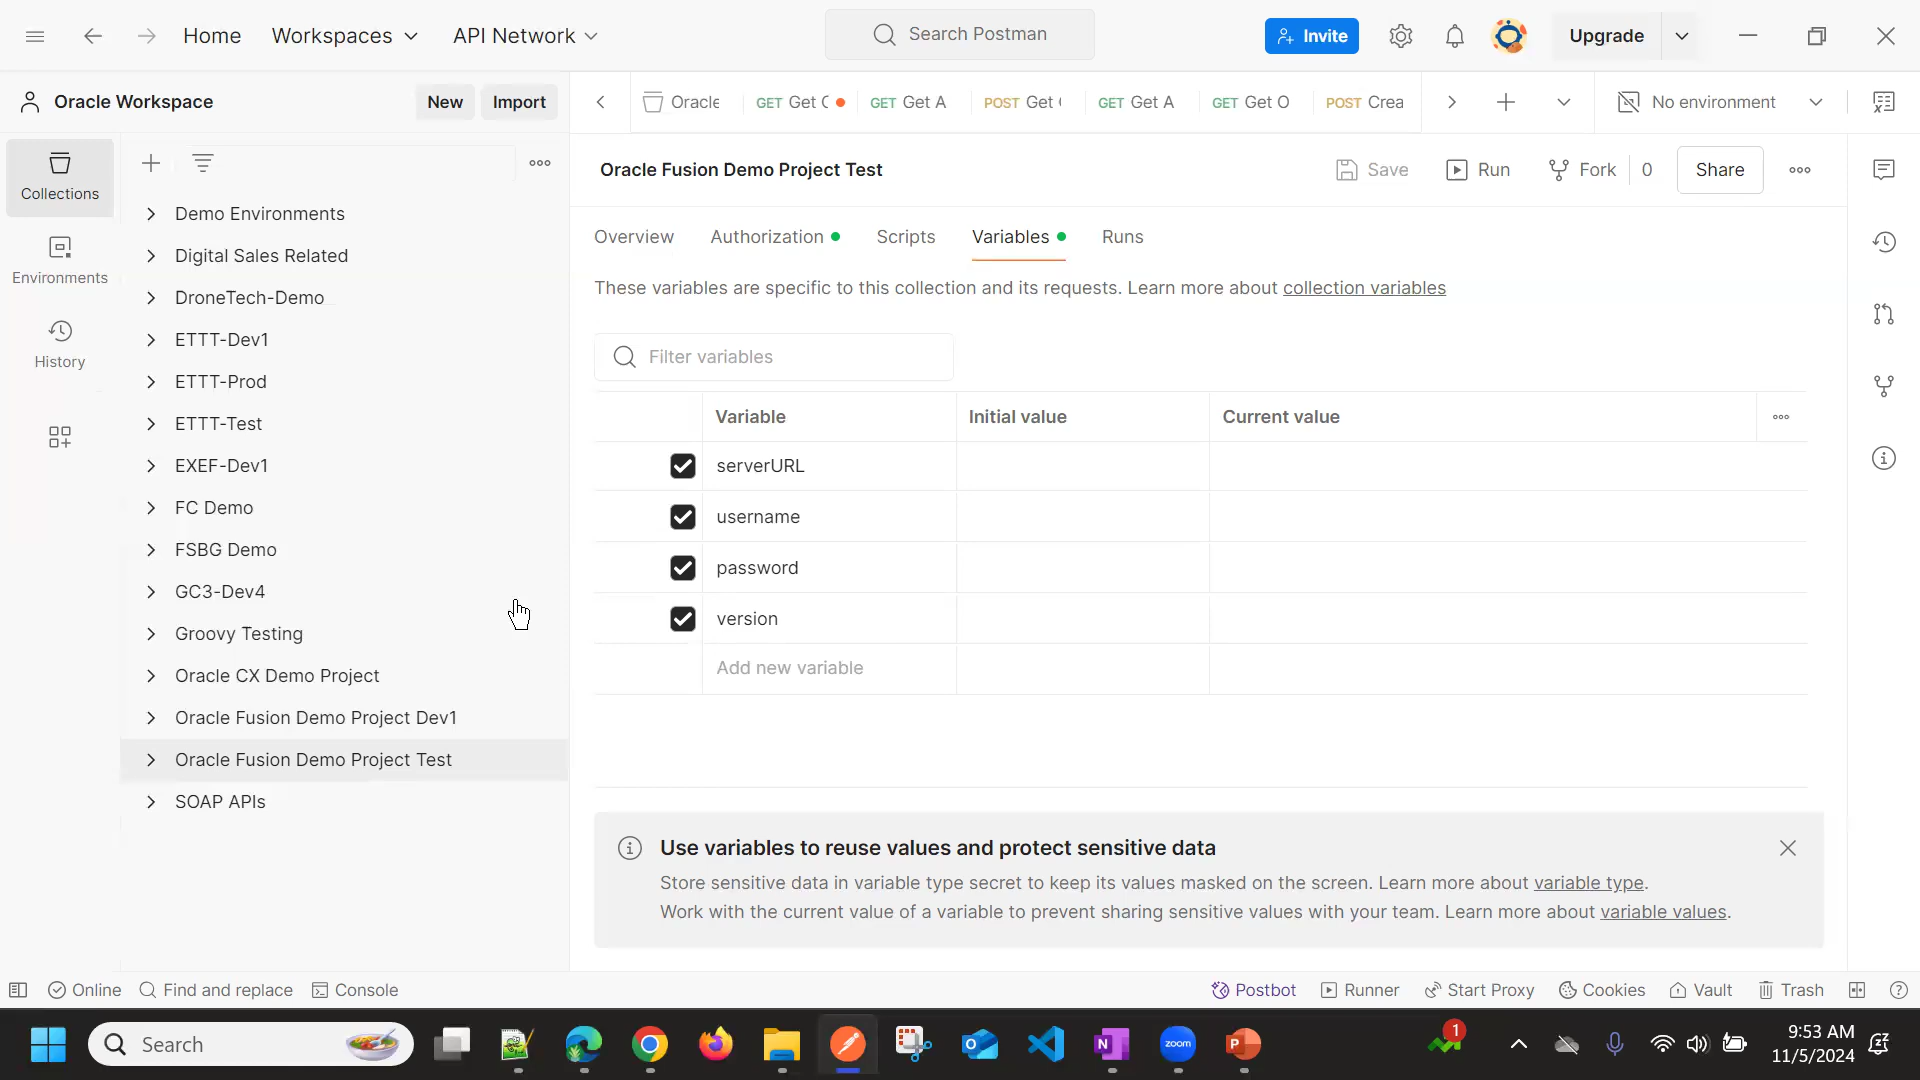 Home Workspaces API Network Search Postman Invite Upgrade
Oracle Workspace New Import Oracle GET Get C GET Get A POST Get GET Get A GET Get O POST Crea No environment
Collections
Environments
History
Demo Environments
Digital Sales Related
DroneTech-Demo
ETTT-Dev1
ETTT-Prod
ETTT-Test
EXEF-Dev1
FC Demo
FSBG Demo
GC3-Dev4
Groovy Testing
Oracle CX Demo Project
Oracle Fusion Demo Project Dev1
Oracle Fusion Demo Project Test
SOAP APIs
Oracle Fusion Demo Project Test Save Run Fork 0 Share
Overview Authorization Scripts Variables Runs
These variables are specific to this collection and its requests. Learn more about collection variables
Filter variables
Variable Initial value Current value
serverURL
username
password
version
Add new variable
Use variables to reuse values and protect sensitive data
Store sensitive data in variable type secret to keep its values masked on the screen. Learn more about variable type.
Work with the current value of a variable to prevent sharing sensitive values with your team. Learn more about variable values.
Online Find and replace Console Postbot Runner Start Proxy Cookies Vault Trash
Search zoom 1 9:53 AM
11/5/2024